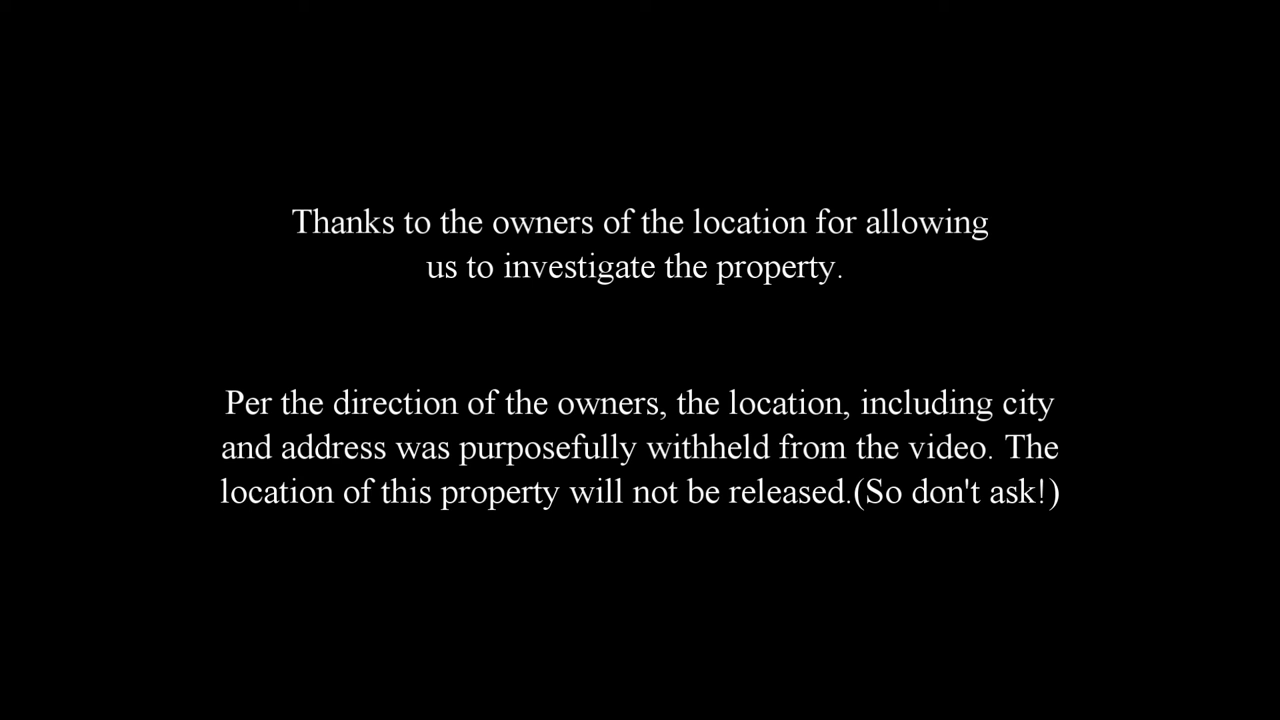 Thanks to the owners of the location for allowing
us to investigate the property.
Per the direction of the owners, the location, including city
and address was purposefully withheld from the video. The
location of this property will not be released.(So don't ask!)